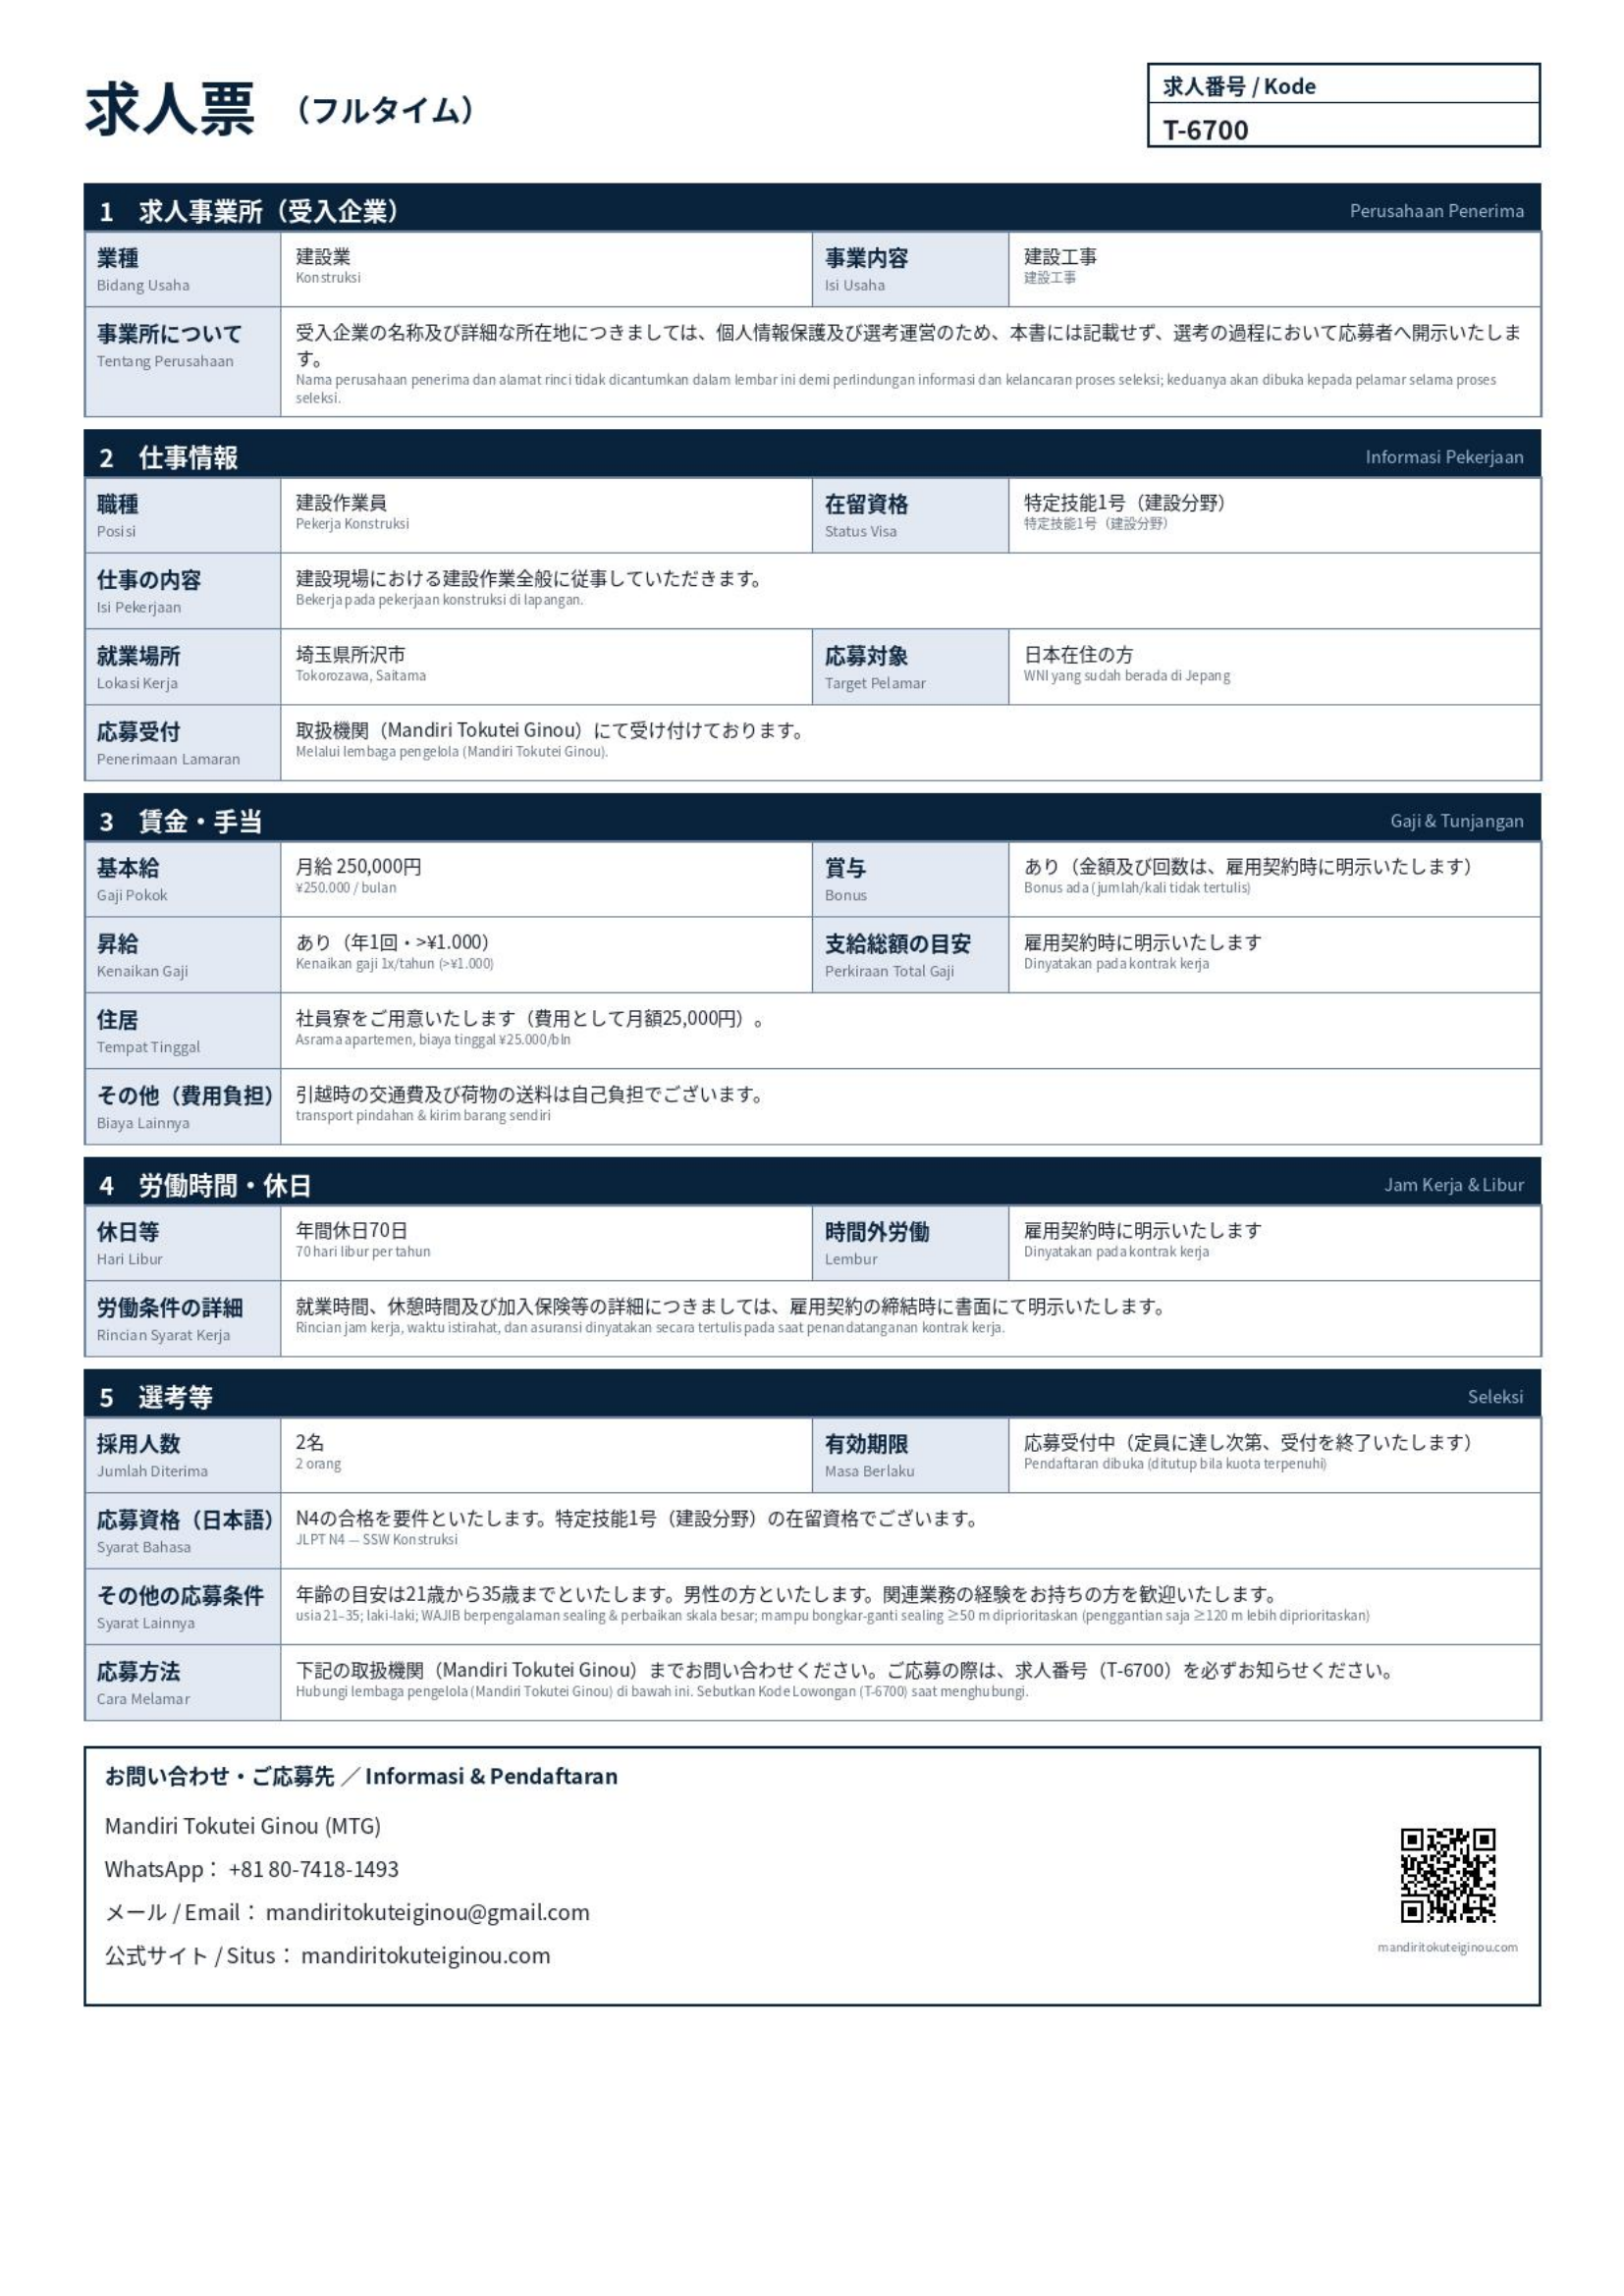 求人票 （フルタイム）
求人番号 / Kode
T-6700
1 求人事業所（受入企業） Perusahaan Penerima
業種 建設業 事業内容 建設工事
Bidang Usaha Konstruksi Isi Usaha 建設工事
事業所について 受入企業の名称及び詳細な所在地につきましては、個人情報保護及び選考運営のため、本書には記載せず、選考の過程において応募者へ開示いたしま
す。
Tentang Perusahaan Nama perusahaan penerima dan alamat rinci tidak dicantumkan dalam lembar ini demi perlindungan informasi dan kelancaran proses seleksi; keduanya akan dibuka kepada pelamar selama proses
seleksi.
2 仕事情報 Informasi Pekerjaan
職種 建設作業員 在留資格 特定技能1号（建設分野）
Posisi Pekerja Konstruksi Status Visa 特定技能1号（建設分野）
仕事の内容 建設現場における建設作業全般に従事していただきます。
Isi Pekerjaan Bekerja pada pekerjaan konstruksi di lapangan.
就業場所 埼玉県所沢市 応募対象 日本在住の方
Lokasi Kerja Tokorozawa, Saitama Target Pelamar WNI yang sudah berada di Jepang
応募受付 取扱機関（Mandiri Tokutei Ginou）にて受け付けております。
Penerimaan Lamaran Melalui lembaga pengelola (Mandiri Tokutei Ginou).
3 賃金・手当 Gaji & Tunjangan
基本給 月給 250,000円 賞与 あり（金額及び回数は、雇用契約時に明示いたします）
Gaji Pokok ¥250.000 / bulan Bonus Bonus ada (jumlah/kali tidak tertulis)
昇給 あり（年1回・>¥1.000） 支給総額の目安 雇用契約時に明示いたします
Kenaikan Gaji Kenaikan gaji 1x/tahun (>¥1.000) Perkiraan Total Gaji Dinyatakan pada kontrak kerja
住居 社員寮をご用意いたします（費用として月額25,000円）。
Tempat Tinggal Asrama apartemen, biaya tinggal ¥25.000/bln
その他（費用負担） 引越時の交通費及び荷物の送料は自己負担でございます。
Biaya Lainnya transport pindahan & kirim barang sendiri
4 労働時間・休日 Jam Kerja & Libur
休日等 年間休日70日 時間外労働 雇用契約時に明示いたします
Hari Libur 70 hari libur per tahun Lembur Dinyatakan pada kontrak kerja
労働条件の詳細 就業時間、休憩時間及び加入保険等の詳細につきましては、雇用契約の締結時に書面にて明示いたします。
Rincian Syarat Kerja Rincian jam kerja, waktu istirahat, dan asuransi dinyatakan secara tertulis pada saat penandatanganan kontrak kerja.
5 選考等 Seleksi
採用人数 2名 有効期限 応募受付中（定員に達し次第、受付を終了いたします）
Jumlah Diterima 2 orang Masa Berlaku Pendaftaran dibuka (ditutup bila kuota terpenuhi)
応募資格（日本語） N4の合格を要件といたします。特定技能1号（建設分野）の在留資格でございます。
Syarat Bahasa JLPT N4 — SSW Konstruksi
その他の応募条件 年齢の目安は21歳から35歳までといたします。男性の方といたします。関連業務の経験をお持ちの方を歓迎いたします。
Syarat Lainnya usia 21–35; laki-laki; WAJIB berpengalaman sealing & perbaikan skala besar; mampu bongkar-ganti sealing ≥50 m diprioritaskan (penggantian saja ≥120 m lebih diprioritaskan)
応募方法 下記の取扱機関（Mandiri Tokutei Ginou）までお問い合わせください。ご応募の際は、求人番号（T-6700）を必ずお知らせください。
Cara Melamar Hubungi lembaga pengelola (Mandiri Tokutei Ginou) di bawah ini. Sebutkan Kode Lowongan (T-6700) saat menghubungi.
お問い合わせ・ご応募先 ／ Informasi & Pendaftaran
Mandiri Tokutei Ginou (MTG)
WhatsApp： +81 80-7418-1493
メール / Email： mandiritokuteiginou@gmail.com
公式サイト / Situs： mandiritokuteiginou.com
mandiritokuteiginou.com